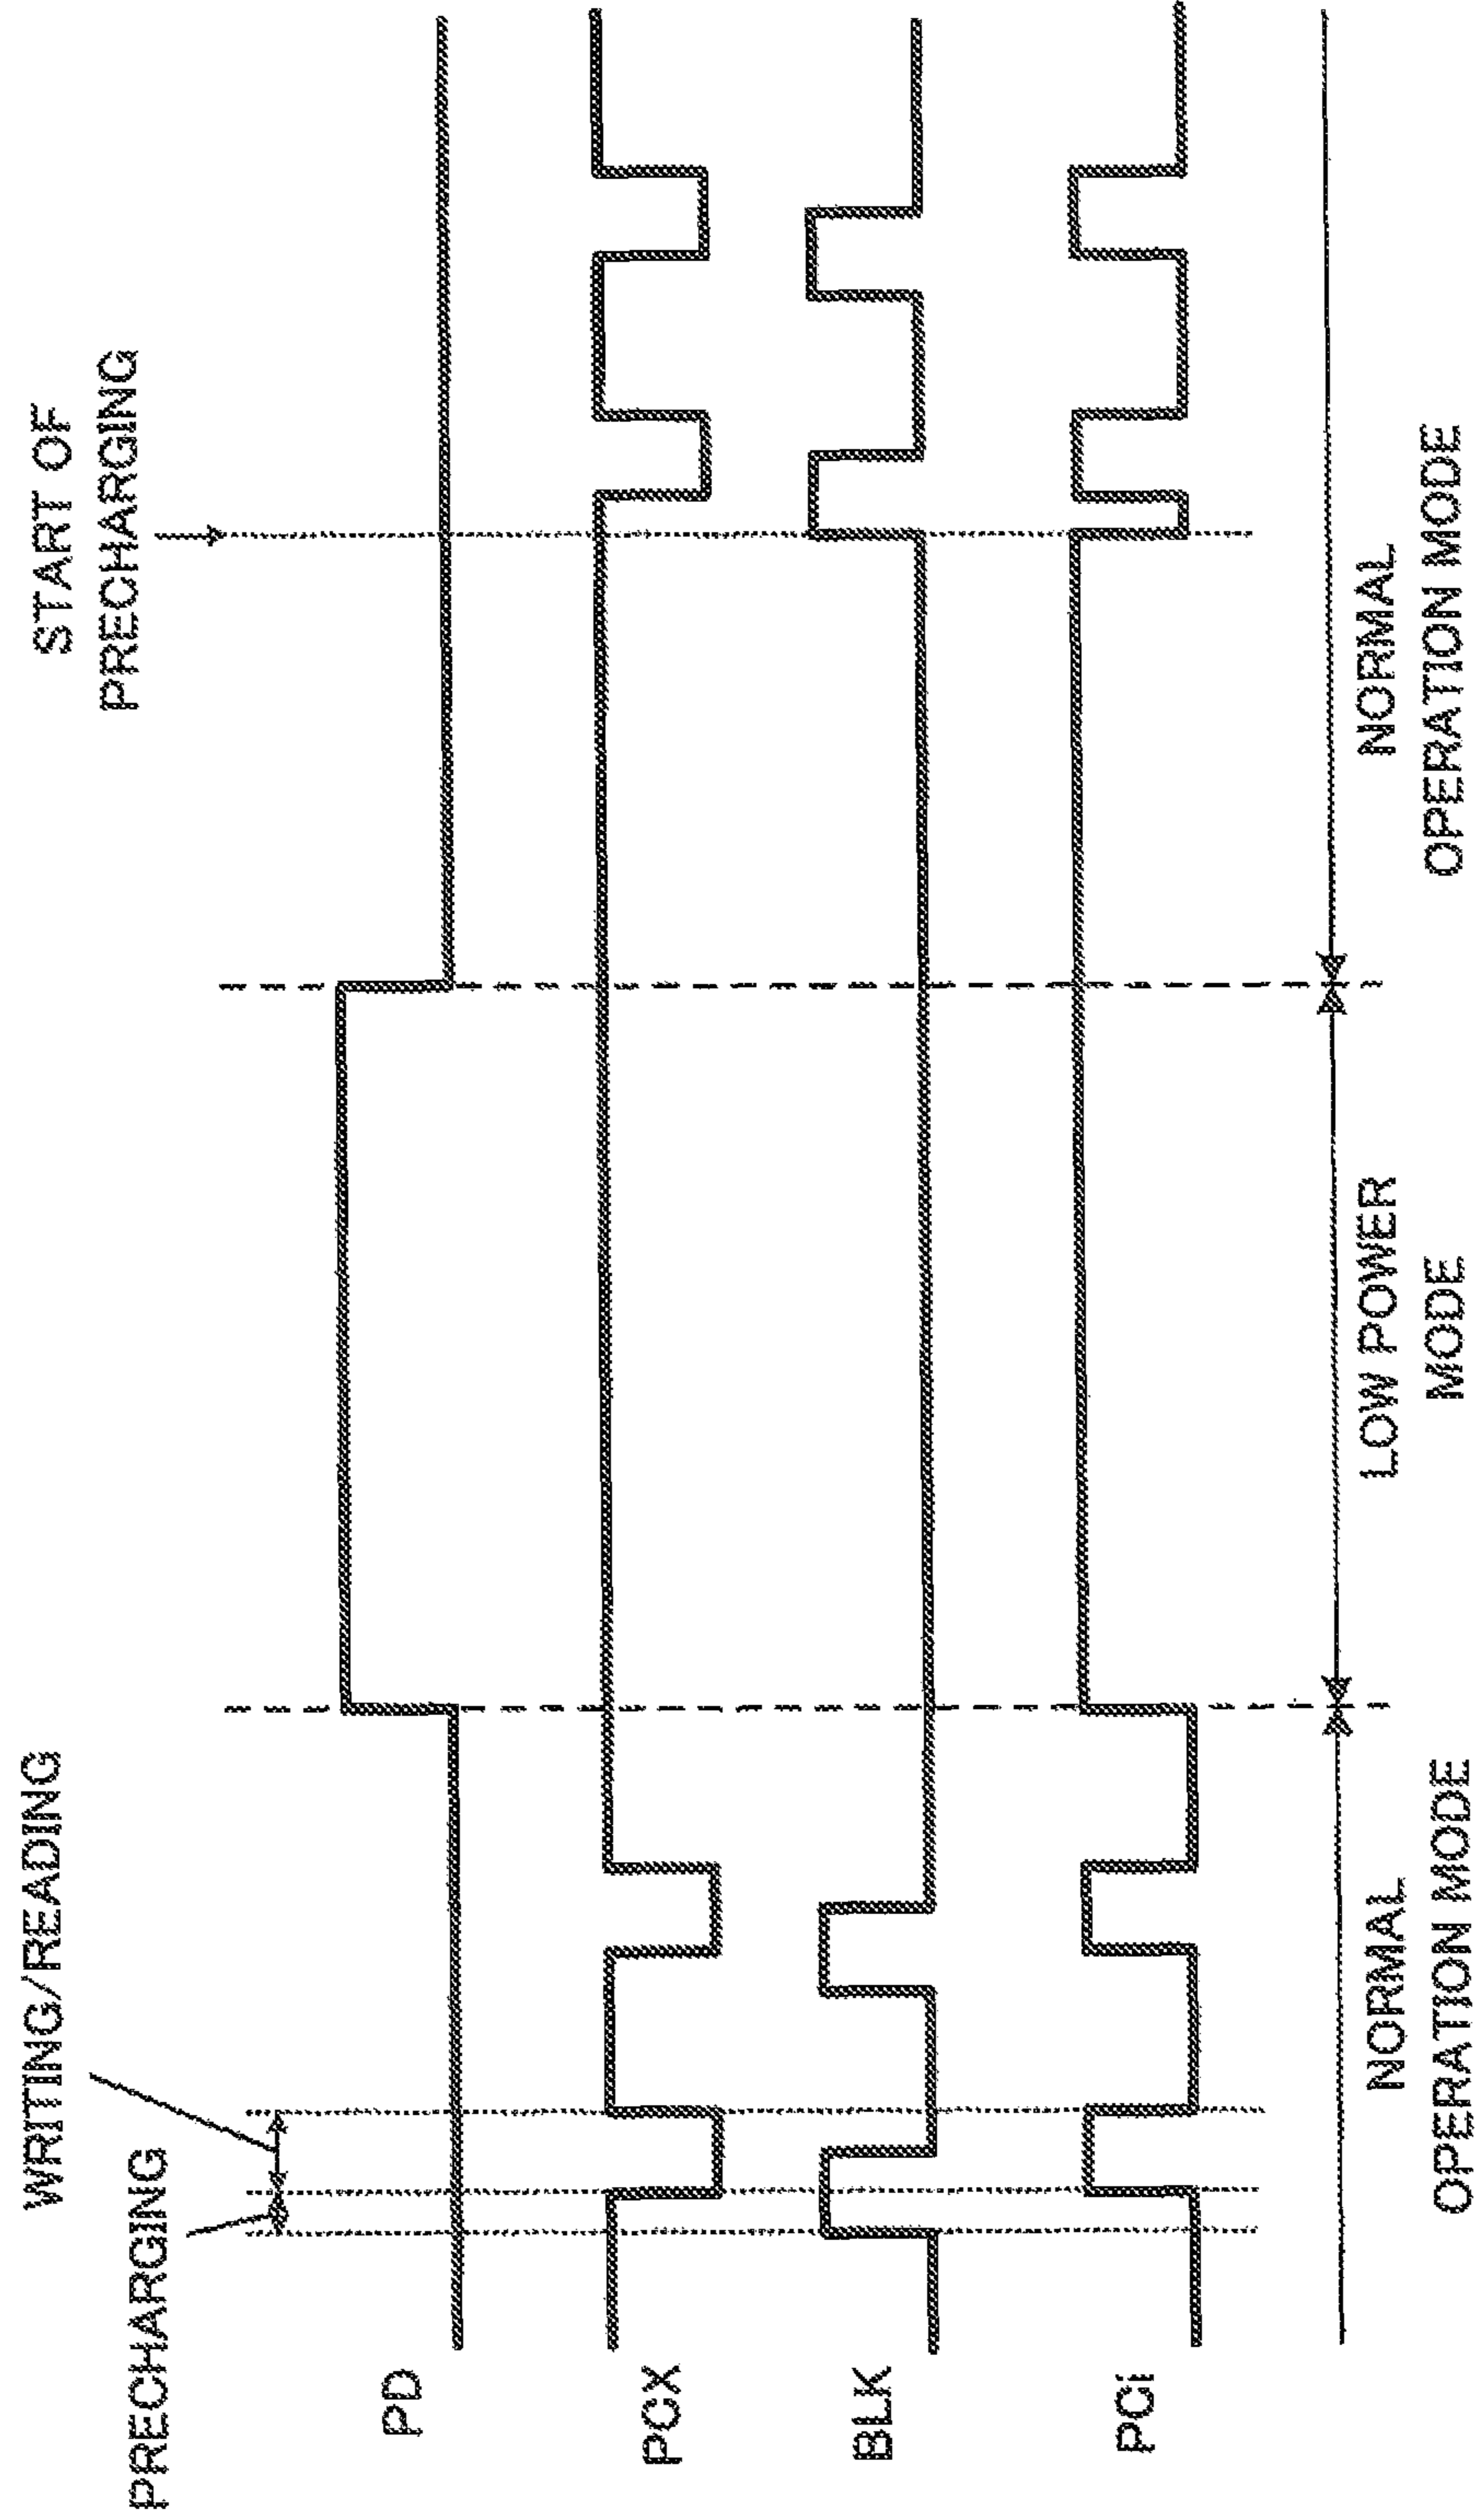 WRITING/READING
PRECHARGING
START OF
PRECHARGING
PD
PCX
BLK
PCi
NORMAL
OPERATION MODE
LOW POWER
MODE
NORMAL
OPERATION MODE